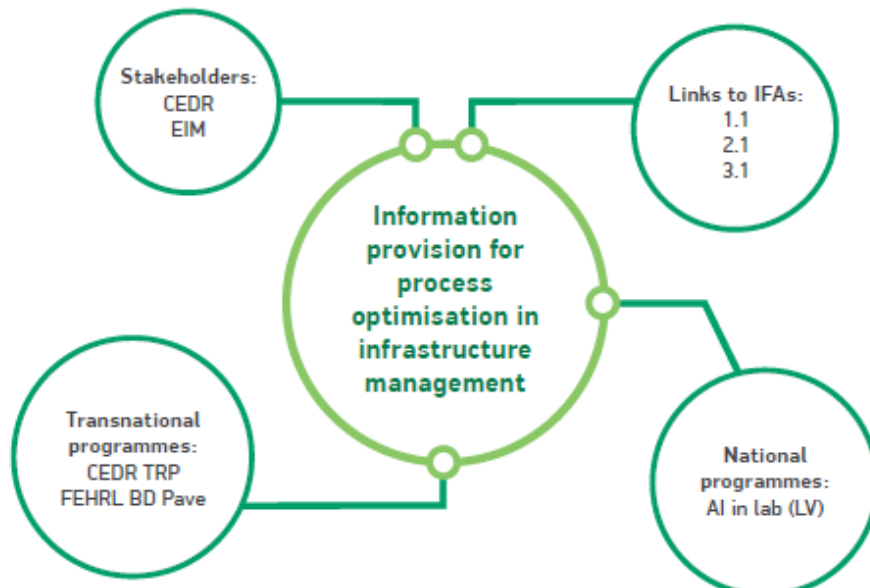 Stakeholders:
CEDR
EIM
Links to IFAs:
1.1
2.1
3.1
Information
provision for
process
optimisation in
infrastructure
management
Transnational
programmes:
CEDR TRP
FEHRL BD Pave
National
programmes:
AI in lab (LV)